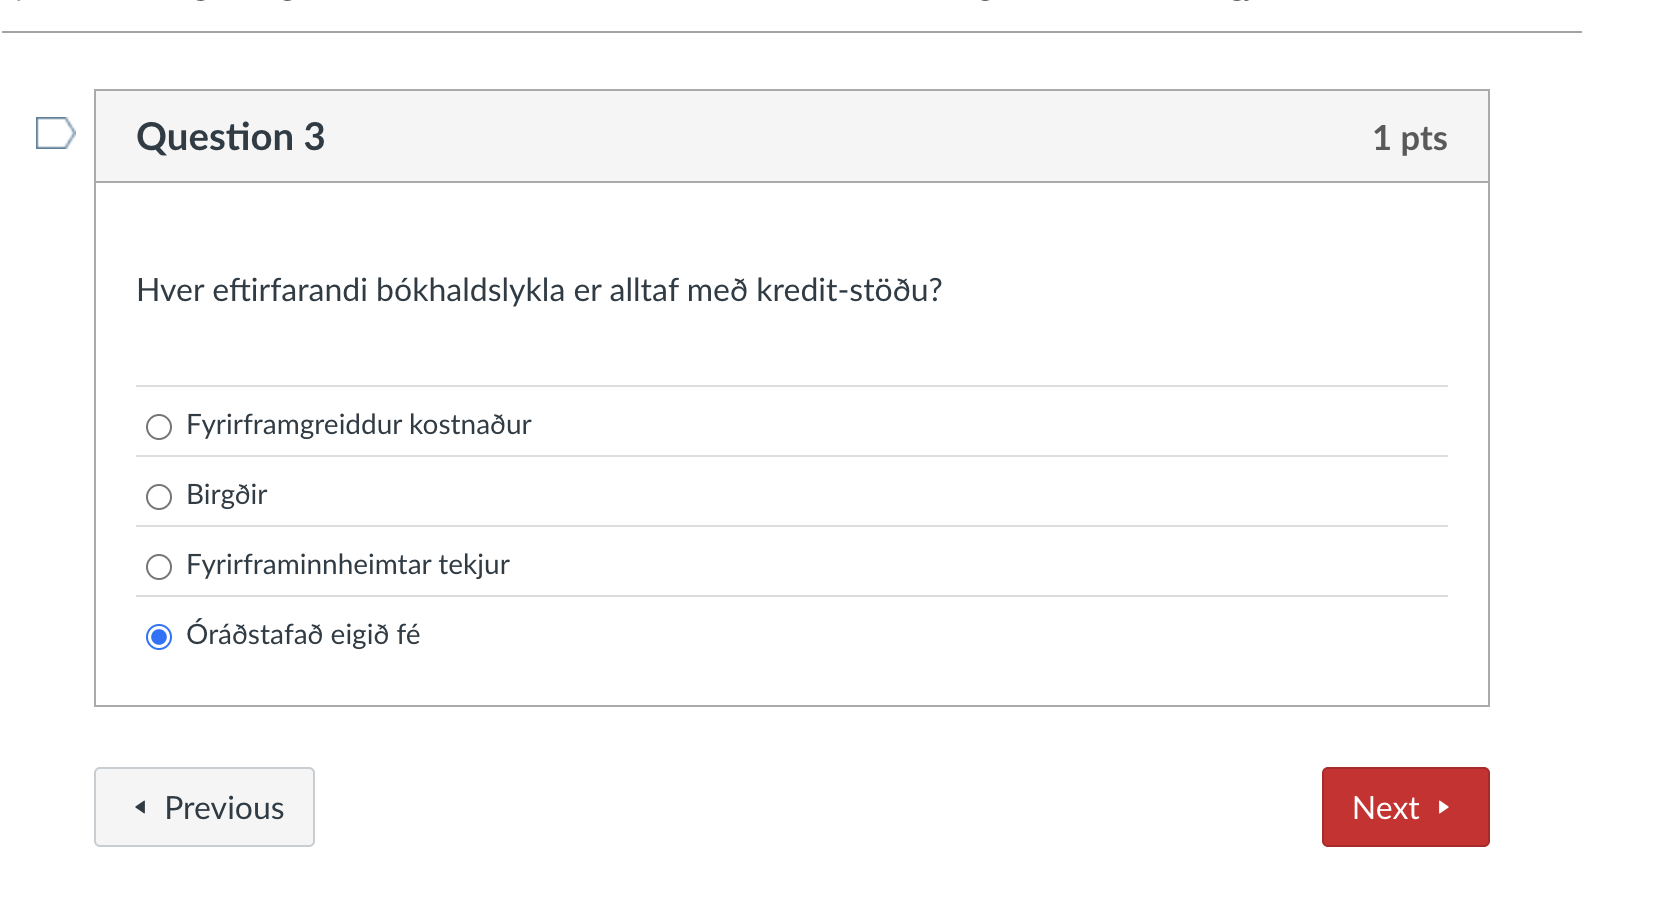 Question 3
1 pts
Hver eftirfarandi bókhaldslykla er alltaf með kredit-stöðu?
Fyrirframgreiddur kostnaður
Birgðir
Fyrirframinnheimtar tekjur
Óráðstafað eigið fé
Previous
Next